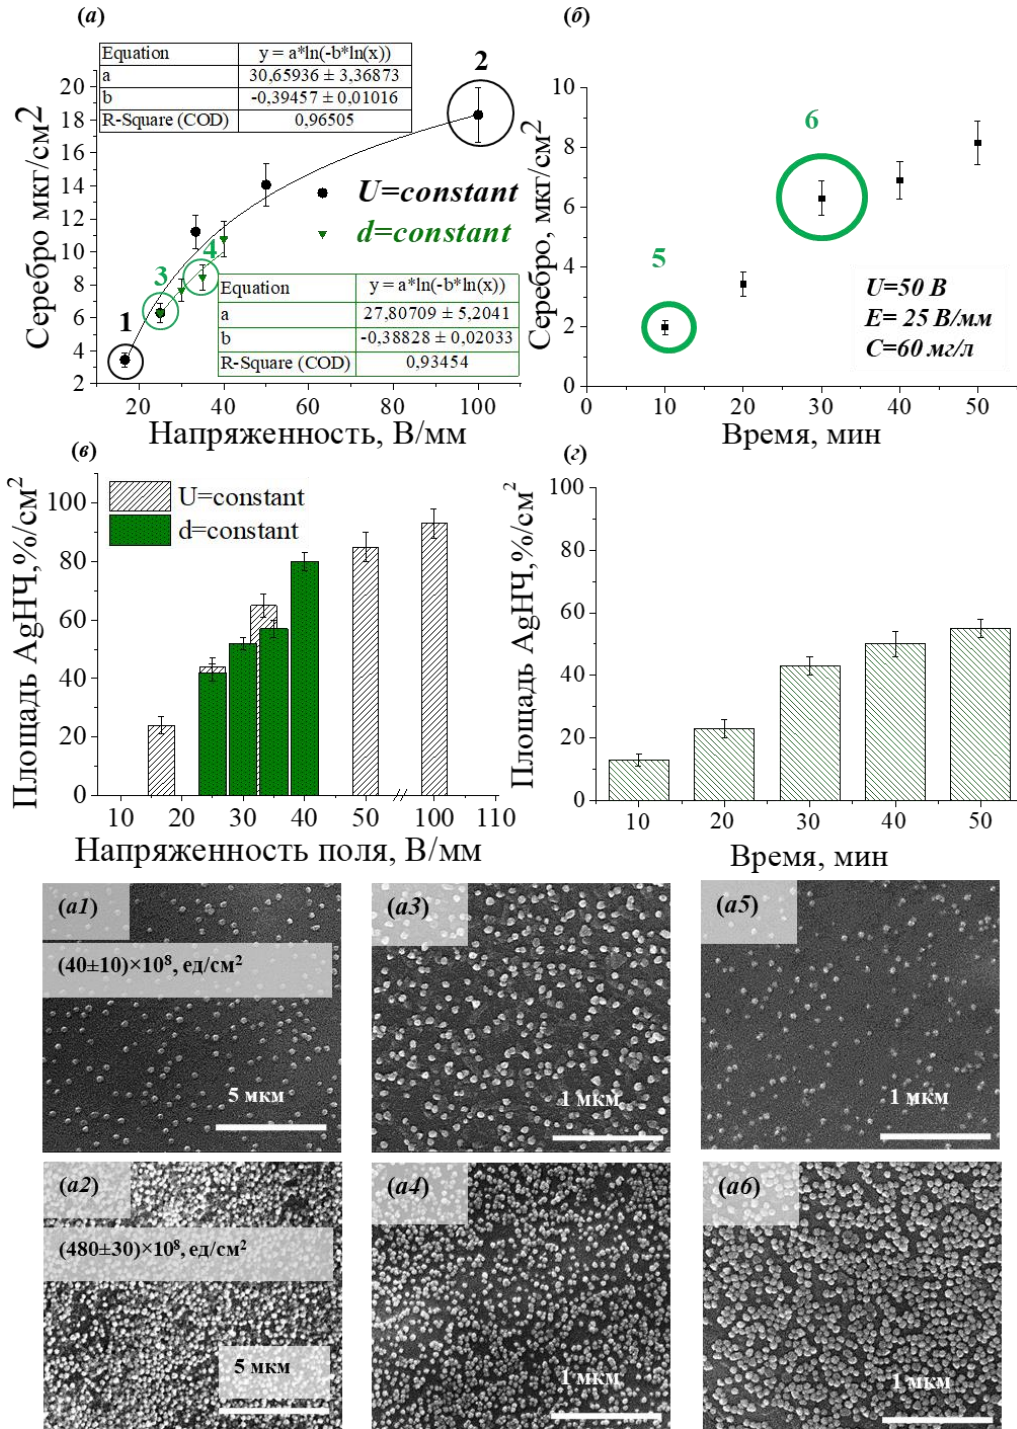 (а)
Equation y = a*ln(-b*ln(x))
a 30,65936 ± 3,36873
b -0,39457 ± 0,01016
R-Square (COD) 0,96505
2
20
18
16
14
12
10
8
6
4
2
Серебро мкг/см2
U=constant
d=constant
4
3
1
Equation y = a*ln(-b*ln(x))
a 27,80709 ± 5,2041
b -0,38828 ± 0,02033
R-Square (COD) 0,93454
20 40 60 80 100
Напряженность, В/мм
(б)
10
8
6
4
2
0
Серебро, мкг/см2
6
5
U=50 В
E= 25 В/мм
C=60 мг/л
0 10 20 30 40 50
Время, мин
(в)
U=constant
d=constant
100
80
60
40
20
0
Площадь AgНЧ,%/см2
10 20 30 40 50 100 110
Напряженность поля, В/мм
(г)
100
80
60
40
20
0
Площадь AgНЧ,%/см2
10 20 30 40 50
Время, мин
(а1)
(40±10)×10⁸, ед/см²
5 мкм
(а3)
1 мкм
(а5)
1 мкм
(а2)
(480±30)×10⁸, ед/см²
5 мкм
(а4)
1 мкм
(а6)
1 мкм